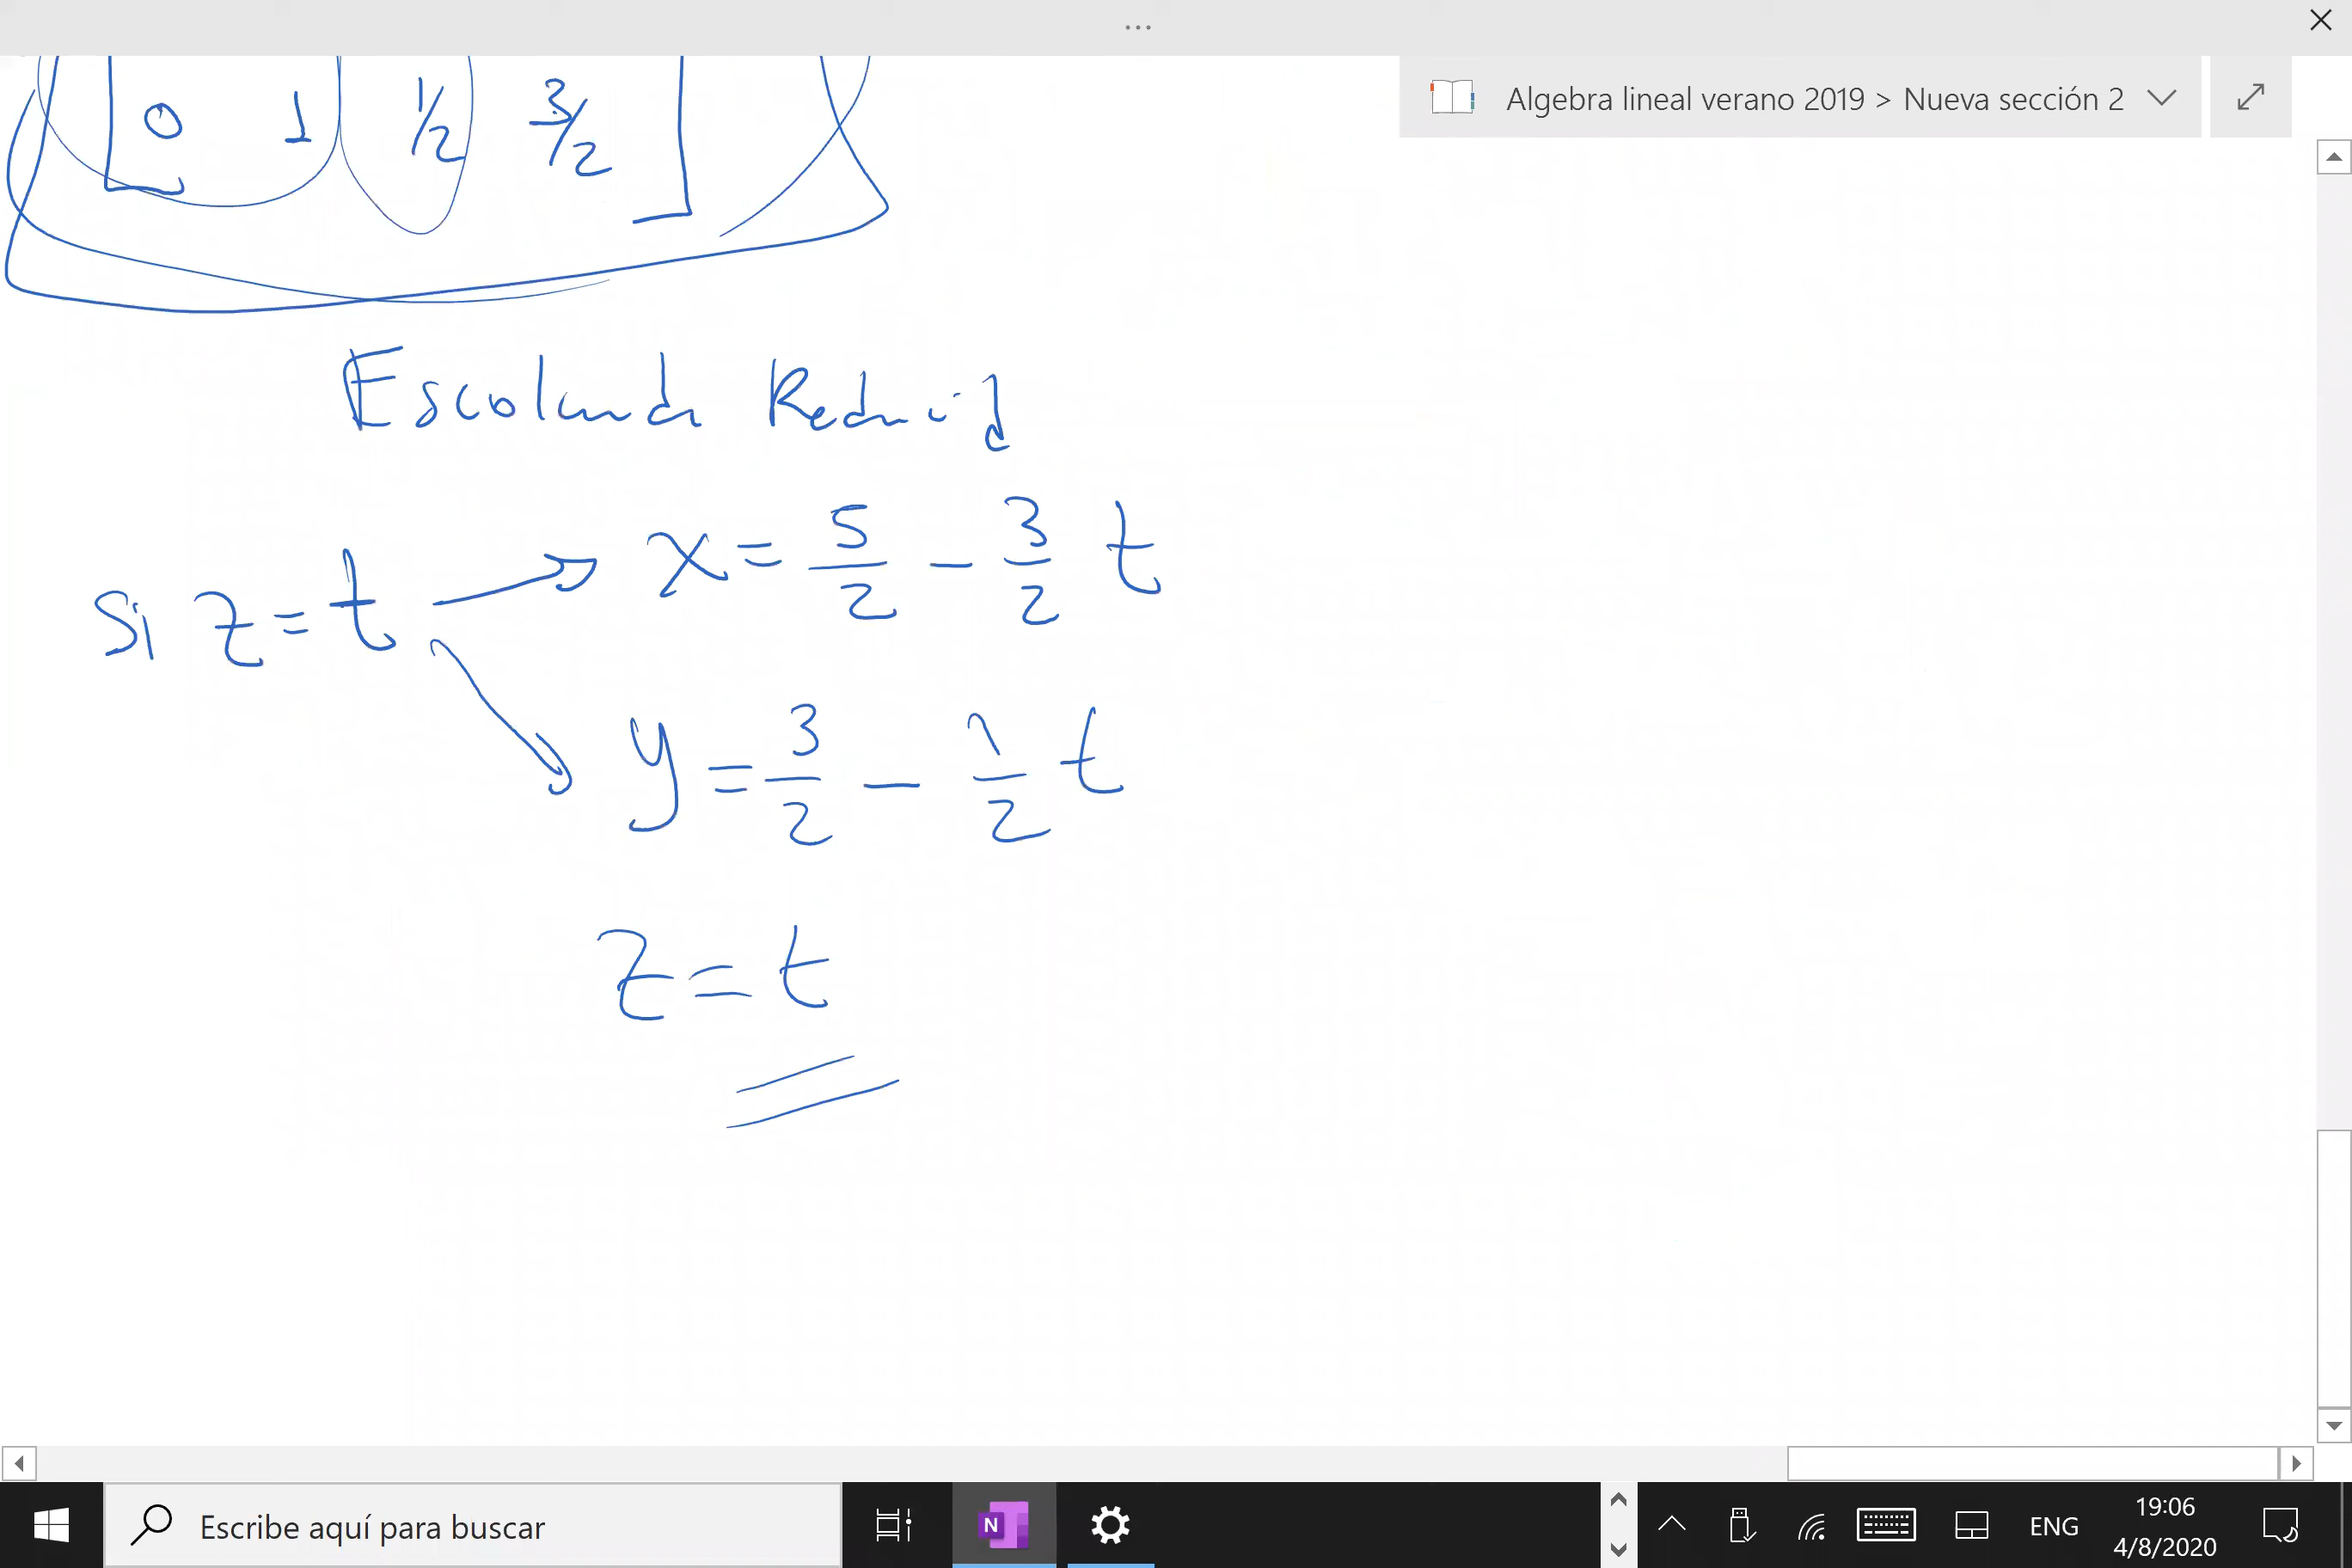 ...
Algebra lineal verano 2019 > Nueva sección 2
0 1 1/2 3/2
Escalonada Reducid
Si z = t
x = 5/2 - 3/2 t
y = 3/2 - 1/2 t
z = t
Escribe aquí para buscar
N
ENG
19:06
4/8/2020